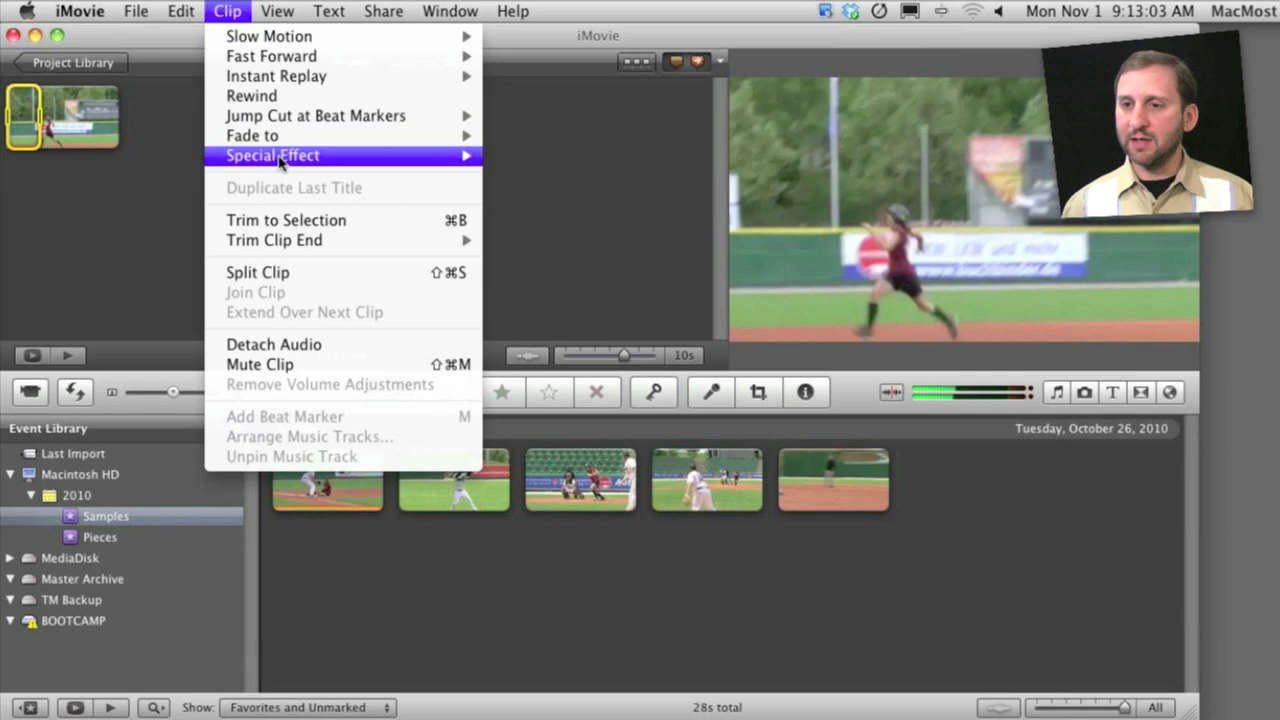 iMovie File Edit Clip View Text Share Window Help Mon Nov 1 9:13:03 AM MacMost
iMovie
Project Library
Slow Motion
Fast Forward
Instant Replay
Rewind
Jump Cut at Beat Markers
Fade to
Special Effect
Duplicate Last Title
Trim to Selection ⌘B
Trim Clip End
Split Clip ⇧⌘S
Join Clip
Extend Over Next Clip
Detach Audio
Mute Clip ⇧⌘M
Remove Volume Adjustments
Add Beat Marker M
Arrange Music Tracks...
Unpin Music Track
und mehr
10s
Event Library
Tuesday, October 26, 2010
Last Import
Macintosh HD
2010
Samples
Pieces
MediaDisk
Master Archive
TM Backup
BOOTCAMP
Show: Favorites and Unmarked 28s total All